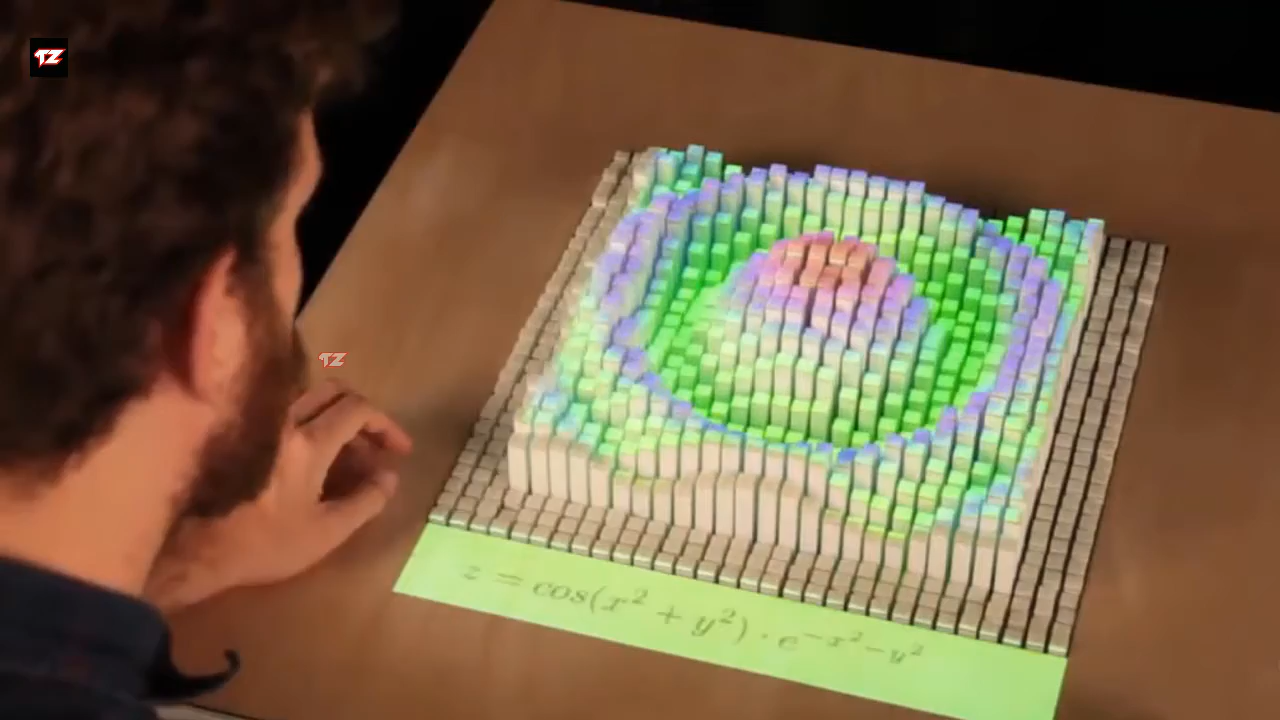 TZ
TZ
z = cos(x² + y²) · e^{-x²-y²}